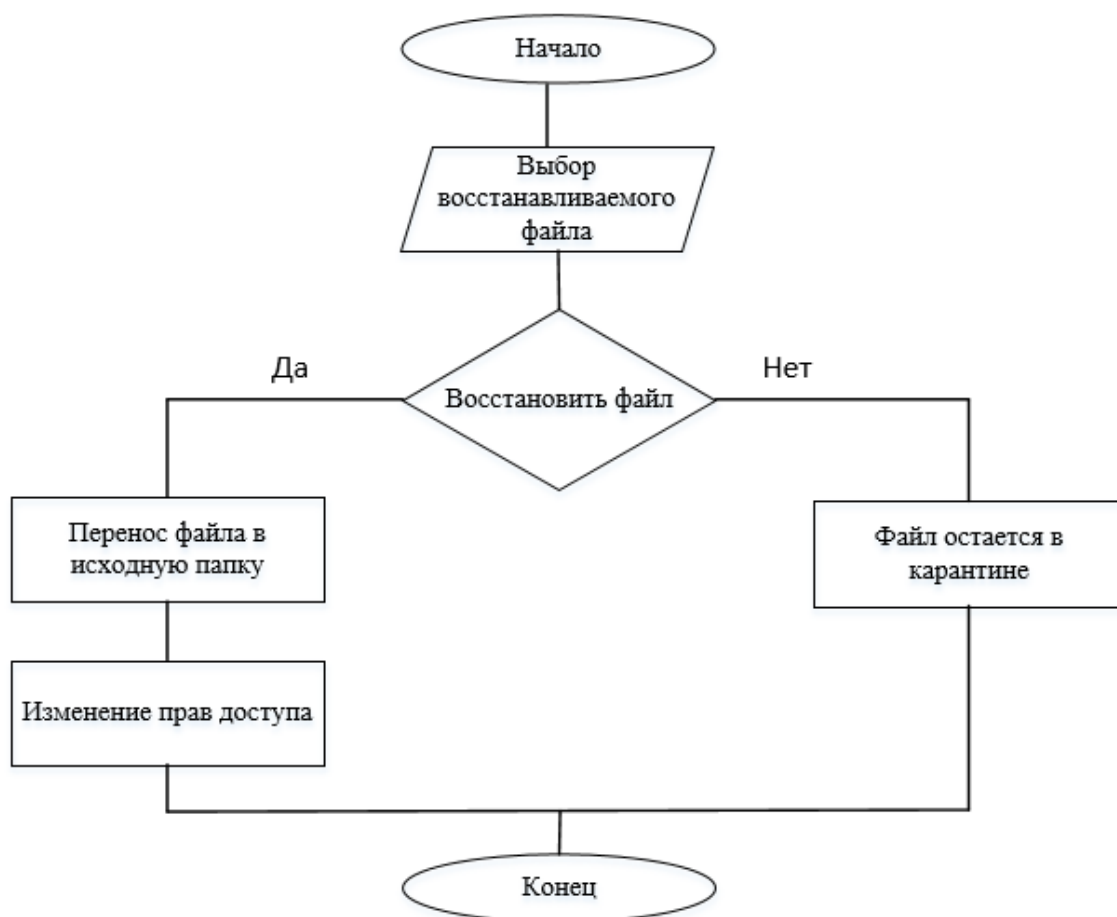 Начало
Выбор
восстанавливаемого
файла
Да
Нет
Восстановить файл
Перенос файла в
исходную папку
Файл остается в
карантине
Изменение прав доступа
Конец